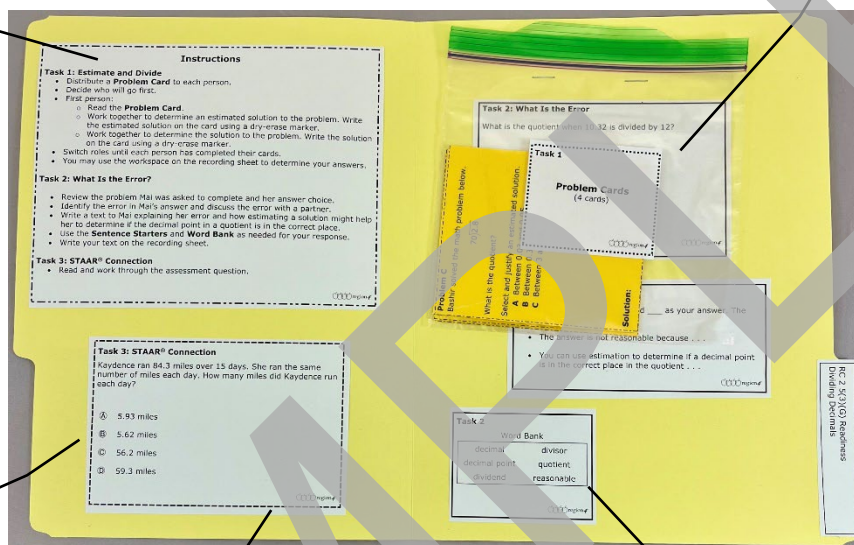 Instructions
Task 1: Estimate and Divide
• Distribute a Problem Card to each person.
• Decide who will go first.
• First person:
o Read the Problem Card.
o Work together to determine an estimated solution to the problem. Write
the estimated solution on the card using a dry-erase marker.
o Work together to determine the solution to the problem. Write the solution
on the card using a dry-erase marker.
• Switch roles until each person has completed their cards.
• You may use the workspace on the recording sheet to determine your answers.
Task 2: What Is the Error?
• Review the problem Mai was asked to complete and her answer choice.
• Identify the error in Mai's answer and discuss the error with a partner.
• Write a text to Mai explaining her error and how estimating a solution might help
her to determine if the decimal point in a quotient is in the correct place.
• Use the Sentence Starters and Word Bank as needed for your response.
• Write your text on the recording sheet.
Task 3: STAAR® Connection
• Read and work through the assessment question.
Task 3: STAAR® Connection
Kaydence ran 84.3 miles over 15 days. She ran the same
number of miles each day. How many miles did Kaydence run
each day?
Ⓐ 5.93 miles
Ⓑ 5.62 miles
Ⓒ 56.2 miles
Ⓓ 59.3 miles
Task 2: What Is the Error
What is the quotient when 10.32 is divided by 12?
Task 1
Problem Cards
(4 cards)
Problem C
Bashir solved the math problem below.
What is the quotient?
Select and justify an estimated solution.
A Between 0
B Between
C Between
Solution:
___ as your answer. The
• The answer is not reasonable because . . .
• You can use estimation to determine if a decimal point
is in the correct place in the quotient . . .
Task 2
Word Bank
decimal divisor
decimal point quotient
dividend reasonable
RC 2 5(3)(G) Readiness
Dividing Decimals